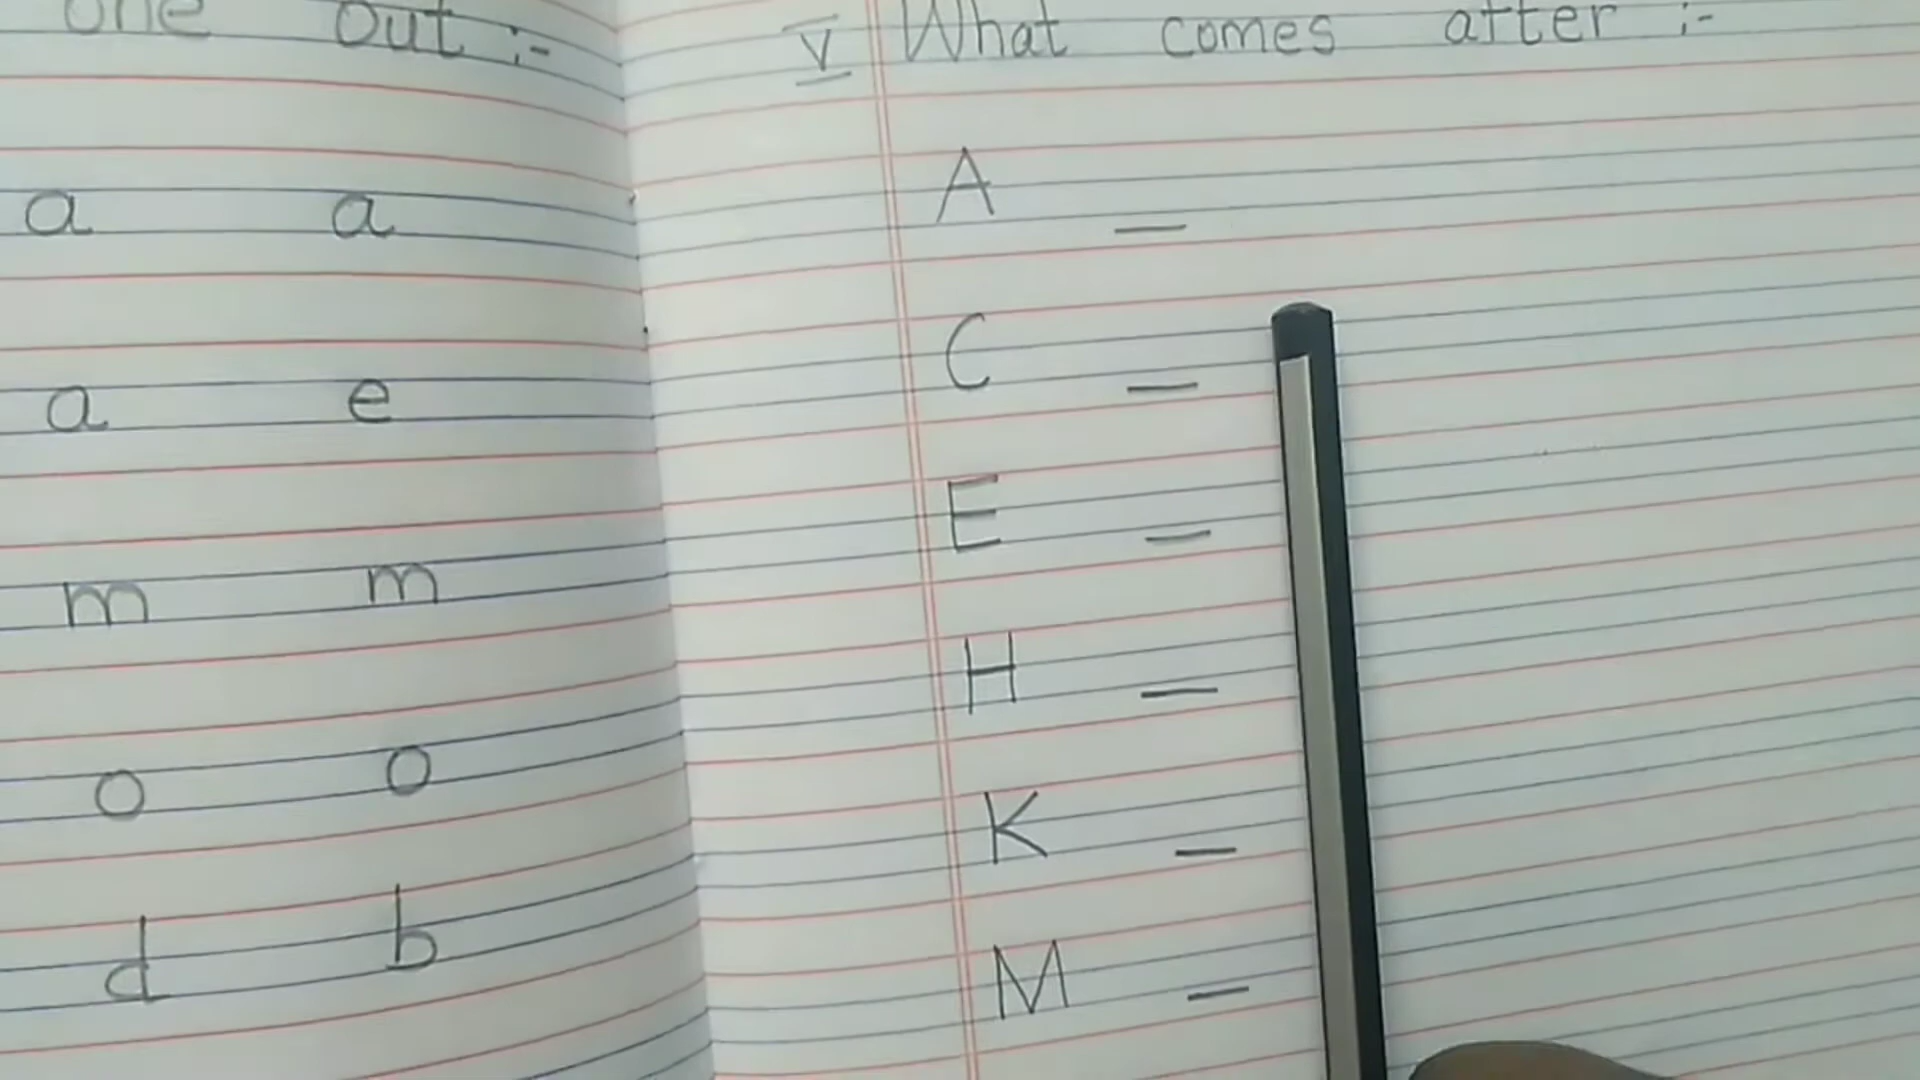 one out :-
a a
a e
m m
o o
d b
V What comes after :-
A _
C _
E _
H _
K _
M _